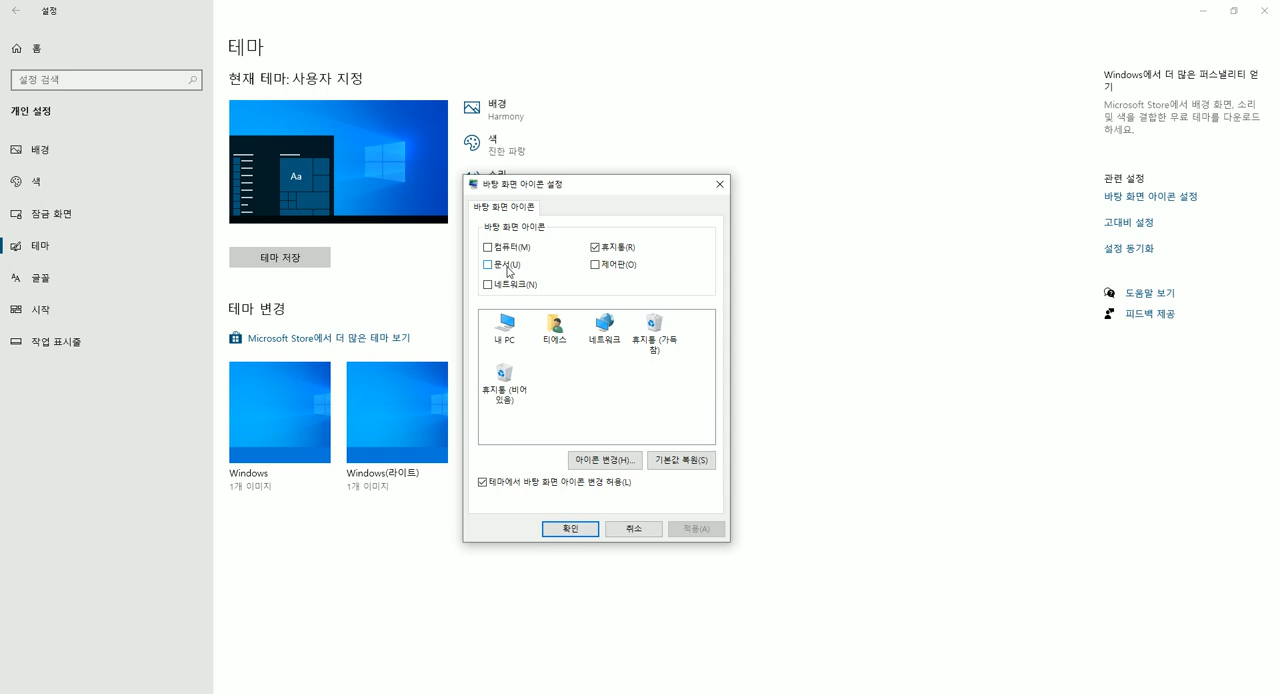 설정
홈
설정 검색
개인 설정
배경
색
잠금 화면
테마
글꼴
시작
작업 표시줄
테마
현재 테마: 사용자 지정
Aa
배경
Harmony
색
진한 파랑
테마 저장
테마 변경
Microsoft Store에서 더 많은 테마 보기
Windows
1개 이미지
Windows(라이트)
1개 이미지
바탕 화면 아이콘 설정
바탕 화면 아이콘
바탕 화면 아이콘
컴퓨터(M)
휴지통(R)
문서(U)
제어판(O)
네트워크(N)
내 PC
티에스
네트워크
휴지통 (가득
참)
휴지통 (비어
있음)
아이콘 변경(H)...
기본값 복원(S)
테마에서 바탕 화면 아이콘 변경 허용(L)
확인
취소
적용(A)
Windows에서 더 많은 퍼스낼리티 얻
기
Microsoft Store에서 배경 화면, 소리
및 색을 결합한 무료 테마를 다운로드
하세요.
관련 설정
바탕 화면 아이콘 설정
고대비 설정
설정 동기화
도움말 보기
피드백 제공